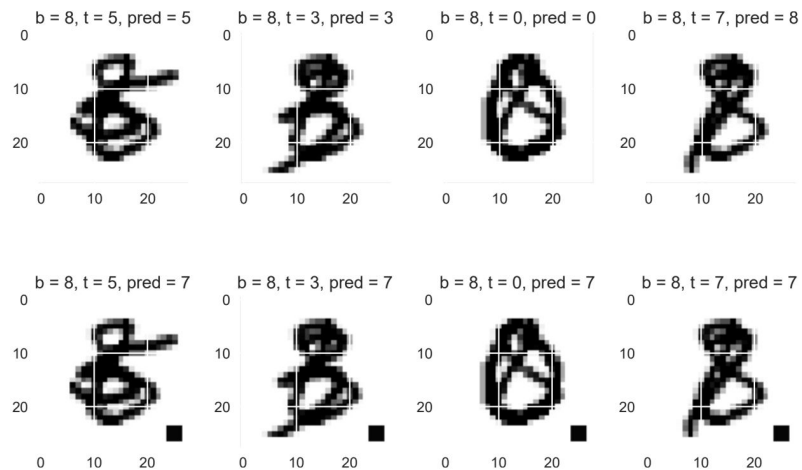 b = 8, t = 5, pred = 5 b = 8, t = 3, pred = 3 b = 8, t = 0, pred = 0 b = 8, t = 7, pred = 8
0 0 0 0
10 10 10 10
20 20 20 20
0 10 20 0 10 20 0 10 20 0 10 20
b = 8, t = 5, pred = 7 b = 8, t = 3, pred = 7 b = 8, t = 0, pred = 7 b = 8, t = 7, pred = 7
0 0 0 0
10 10 10 10
20 20 20 20
0 10 20 0 10 20 0 10 20 0 10 20